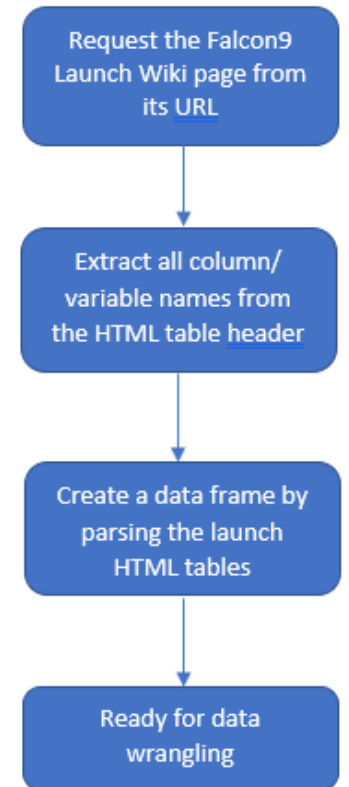 Request the Falcon9
Launch Wiki page from
its URL
Extract all column/
variable names from
the HTML table header
Create a data frame by
parsing the launch
HTML tables
Ready for data
wrangling